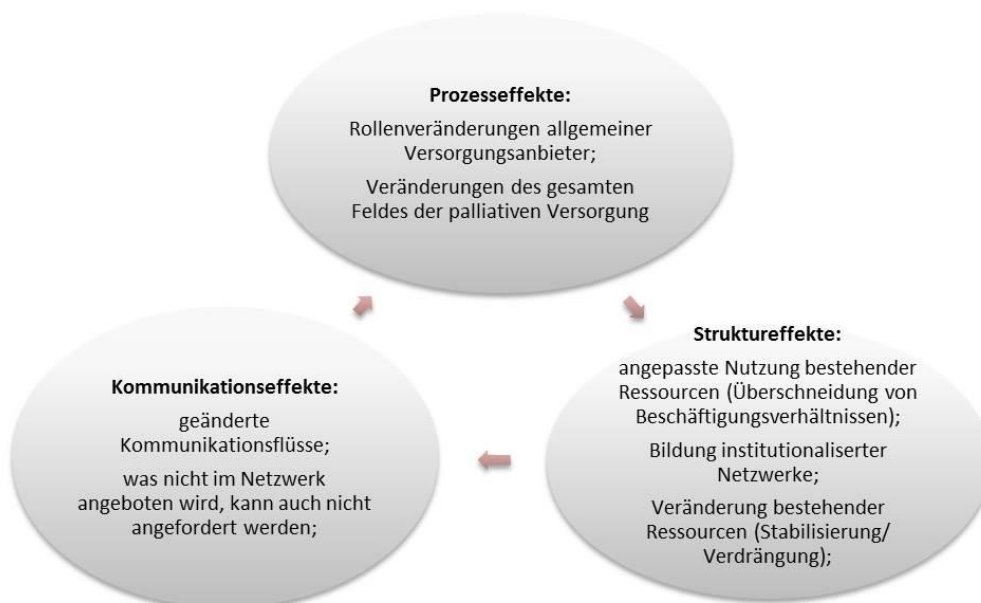 Prozesseffekte:
Rollenveränderungen allgemeiner
Versorgungsanbieter;
Veränderungen des gesamten
Feldes der palliativen Versorgung
Struktureffekte:
angepasste Nutzung bestehender
Ressourcen (Überschneidung von
Beschäftigungsverhältnissen);
Bildung institutionaliserter
Netzwerke;
Veränderung bestehender
Ressourcen (Stabilisierung/
Verdrängung);
Kommunikationseffekte:
geänderte
Kommunikationsflüsse;
was nicht im Netzwerk
angeboten wird, kann auch nicht
angefordert werden;